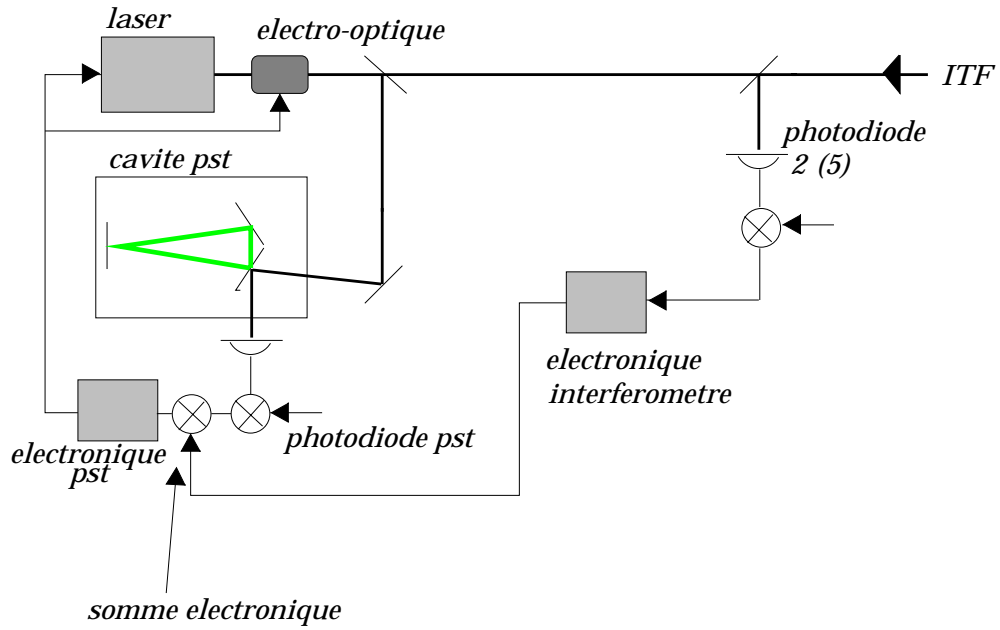 laser
electro-optique
ITF
photodiode
2 (5)
cavite pst
electronique
interferometre
photodiode pst
electronique
pst
somme electronique